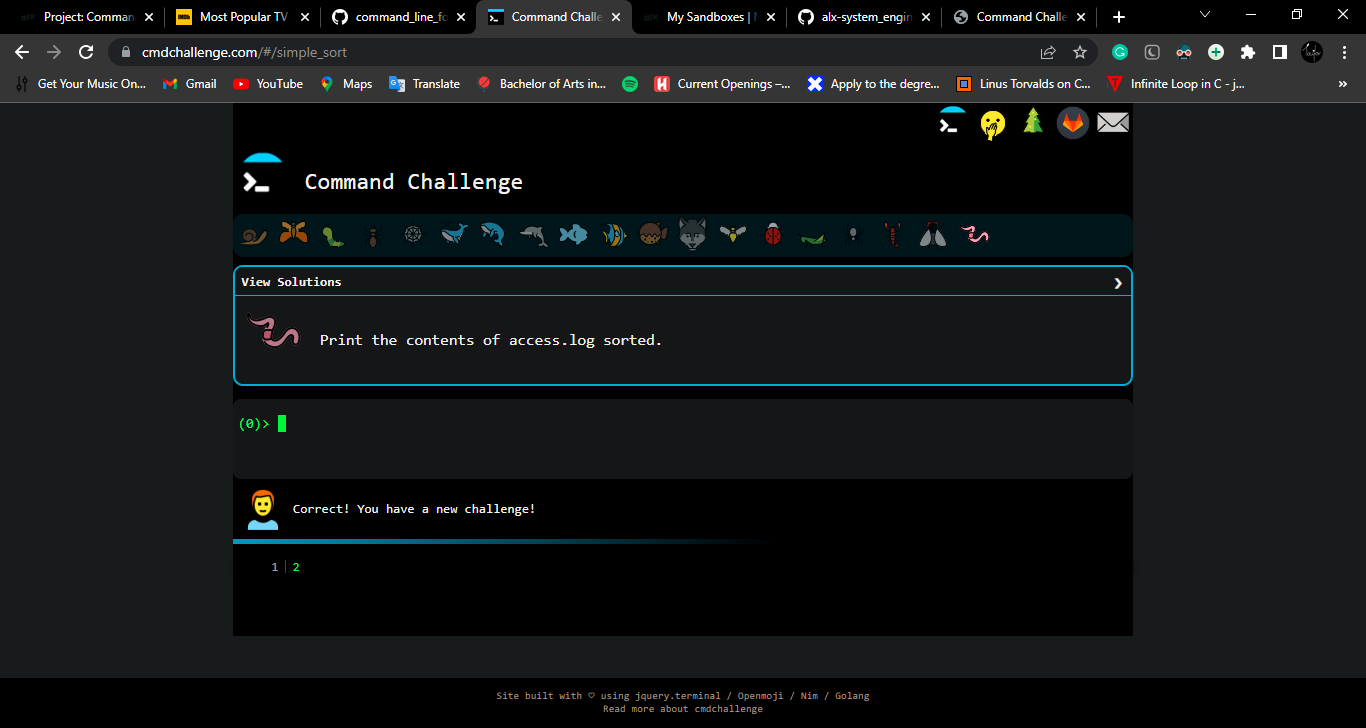 Project: Comman
IMDb Most Popular TV
command_line_fo
Command Challe
My Sandboxes |
alx-system_engin
Command Challe
cmdchallenge.com/#/simple_sort
Get Your Music On... Gmail YouTube Maps Translate Bachelor of Arts in... Current Openings –... Apply to the degre... Linus Torvalds on C... Infinite Loop in C - j... »
Command Challenge
View Solutions
Print the contents of access.log sorted.
(0)>
Correct! You have a new challenge!
1 | 2
Site built with ♡ using jquery.terminal / Openmoji / Nim / Golang
Read more about cmdchallenge